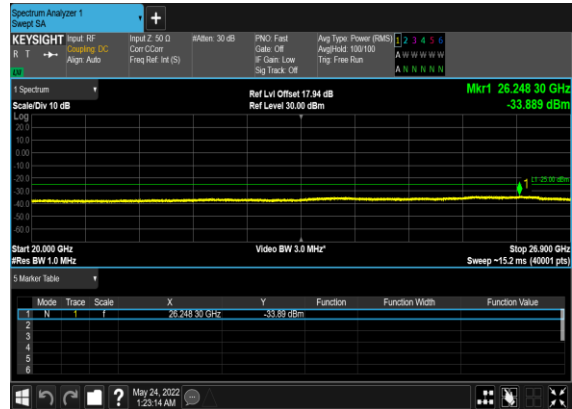 Spectrum Analyzer 1
Swept SA
+
KEYSIGHT Input: RF Input Z: 50 Ω #Atten: 30 dB PNO: Fast Avg Type: Power (RMS) 1 2 3 4 5 6
R T Coupling: DC Corr CCorr Gate: Off Avg|Hold: 100/100 A W W W W W
Align: Auto Freq Ref: Int (S) IF Gain: Low Trig: Free Run
Sig Track: Off A N N N N N
1 Spectrum Ref Lvl Offset 17.94 dB Mkr1 26.248 30 GHz
Scale/Div 10 dB Ref Level 30.00 dBm -33.889 dBm
Log
20.0
10.0
0.00
-10.0
-20.0
1 L1 -25.00 dBm
-30.0
-40.0
-50.0
-60.0
Start 20.000 GHz Video BW 3.0 MHz* Stop 26.900 GHz
#Res BW 1.0 MHz Sweep ~15.2 ms (40001 pts)
5 Marker Table
Mode Trace Scale X Y Function Function Width Function Value
1 N 1 f 26.248 30 GHz -33.89 dBm
2
3
4
5
6
? May 24, 2022
1:23:14 AM